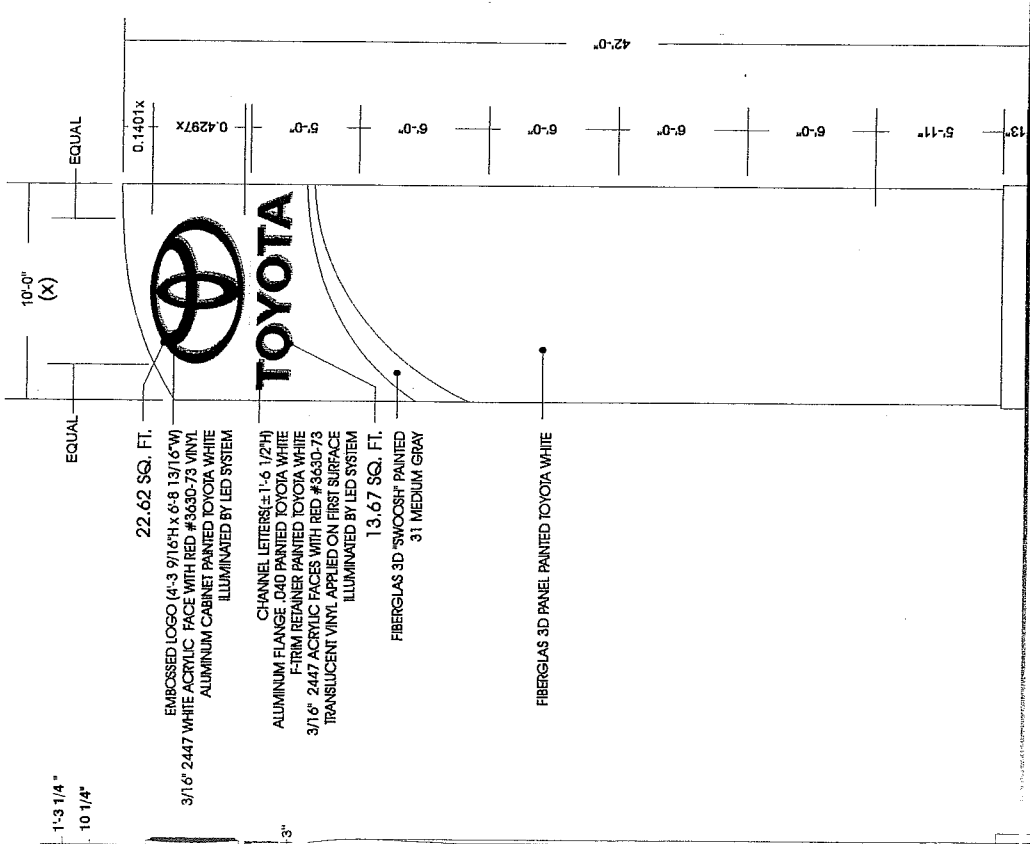 10'-0"
(X)
EQUAL
EQUAL
0.1401x
0.4297x
5'-0"
6'-0"
6'-0"
6'-0"
6'-0"
5'-11"
13"
42'-0"
TOYOTA
22.62 SQ. FT.
EMBOSSED LOGO (4'-3 9/16"H x 6'-8 13/16"W)
3/16" 2447 WHITE ACRYLIC FACE WITH RED #3630-73 VINYL
ALUMINUM CABINET PAINTED TOYOTA WHITE
ILLUMINATED BY LED SYSTEM
CHANNEL LETTERS(±1'-6 1/2"H)
ALUMINUM FLANGE .040 PAINTED TOYOTA WHITE
F-TRIM RETAINER PAINTED TOYOTA WHITE
3/16" 2447 ACRYLIC FACES WITH RED #3630-73
TRANSLUCENT VINYL APPLIED ON FIRST SURFACE
ILLUMINATED BY LED SYSTEM
13.67 SQ. FT.
FIBERGLAS 3D "SWOOSH" PAINTED
31 MEDIUM GRAY
FIBERGLAS 3D PANEL PAINTED TOYOTA WHITE
1'-3 1/4"
10 1/4"
3"